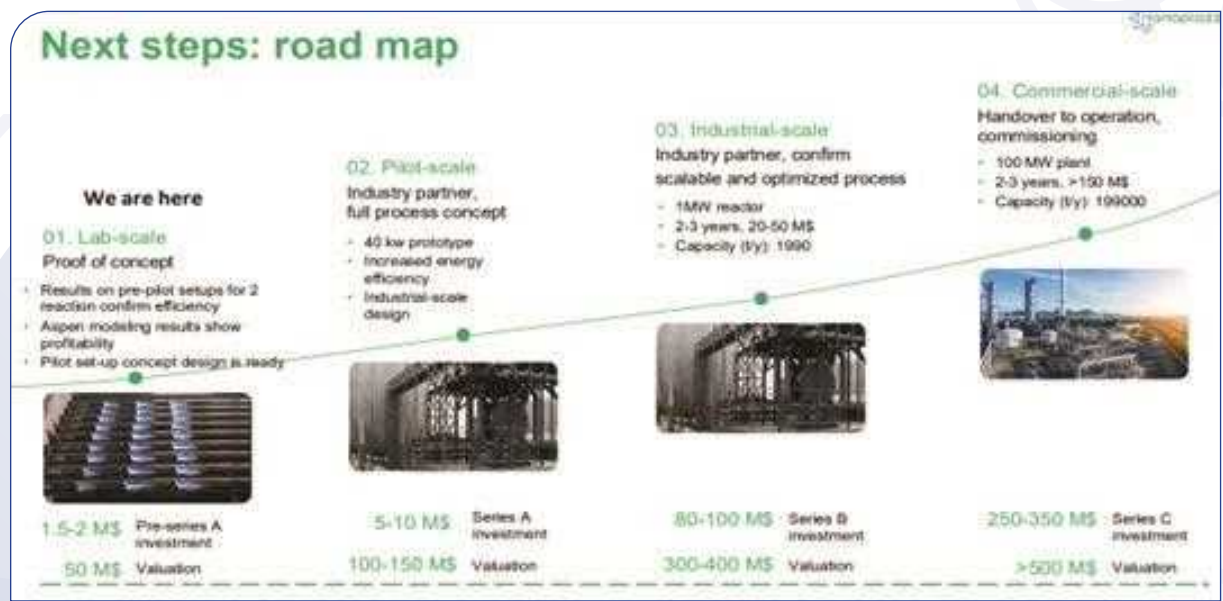 Next steps: road map
We are here
01. Lab-scale
Proof of concept
- Results on pre-pilot setups for 2
reaction confirm efficiency
- Aspen modeling results show
profitability
- Pilot set-up concept design is ready
1.5-2 M$ Pre-series A
investment
50 M$ Valuation
02. Pilot-scale
Industry partner,
full process concept
- 40 kw prototype
- Increased energy
efficiency
- Industrial-scale
design
5-10 M$ Series A
investment
100-150 M$ Valuation
03. Industrial-scale
Industry partner, confirm
scalable and optimized process
- 1MW reactor
- 2-3 years, 20-50 M$
- Capacity (t/y): 1990
80-100 M$ Series B
investment
300-400 M$ Valuation
04. Commercial-scale
Handover to operation,
commissioning
- 100 MW plant
- 2-3 years, >150 M$
- Capacity (t/y): 199000
250-350 M$ Series C
investment
>500 M$ Valuation